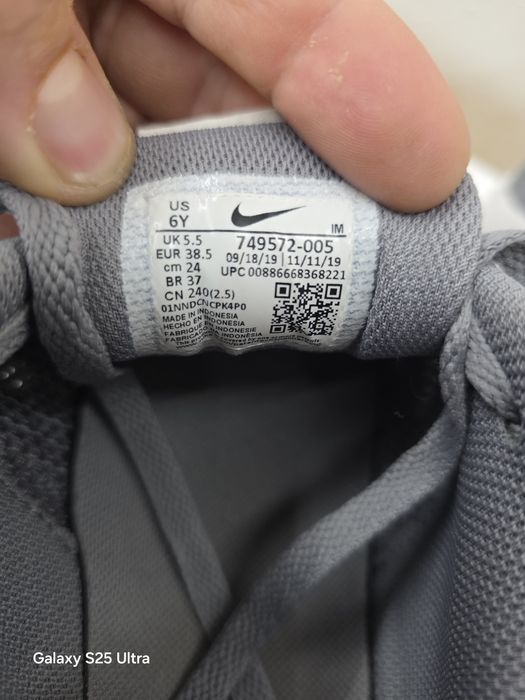 US
6Y
IM
UK 5.5
749572-005
EUR 38.5
09/18/19 | 11/11/19
cm 24
UPC 00886668368221
BR 37
CN 240(2.5)
MADE IN INDONESIA
HECHO EN INDONESIA
FABRIQUÉ EN INDONESIE
Galaxy S25 Ultra